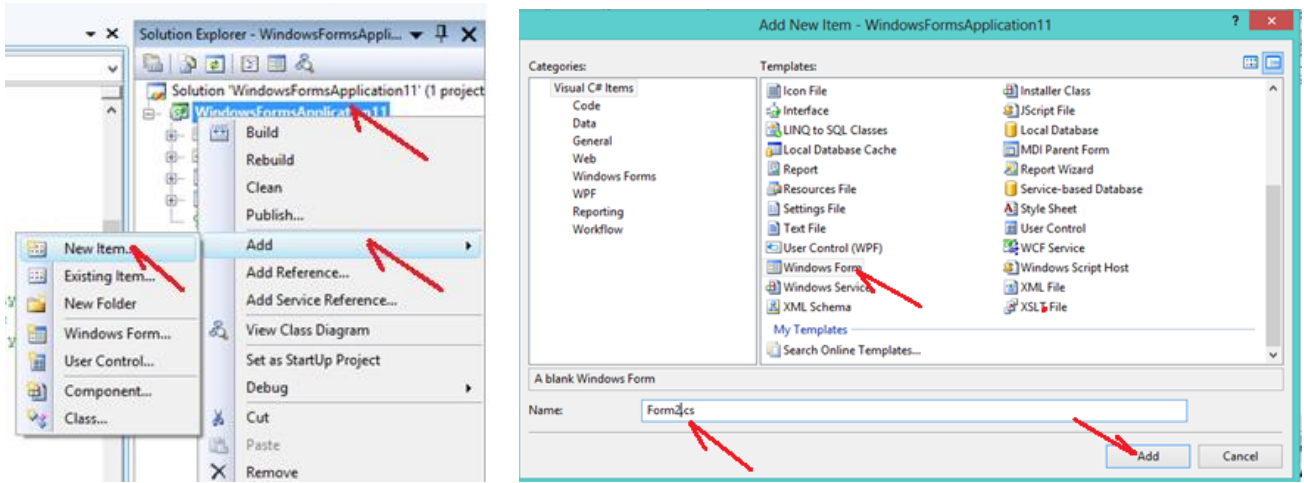 Solution Explorer - WindowsFormsAppli...
Solution 'WindowsFormsApplication11' (1 project
WindowsFormsApplication11
Build
Rebuild
Clean
Publish...
Add
Add Reference...
Add Service Reference...
View Class Diagram
Set as StartUp Project
Debug
Cut
Paste
Remove
New Item...
Existing Item...
New Folder
Windows Form...
User Control...
Component...
Class...
Add New Item - WindowsFormsApplication11
Categories:
Visual C# Items
Code
Data
General
Web
Windows Forms
WPF
Reporting
Workflow
Templates:
Icon File
Interface
LINQ to SQL Classes
Local Database Cache
Report
Resources File
Settings File
Text File
User Control (WPF)
Windows Form
Windows Service
XML Schema
Installer Class
JScript File
Local Database
MDI Parent Form
Report Wizard
Service-based Database
Style Sheet
User Control
WCF Service
Windows Script Host
XML File
XSLT File
My Templates
Search Online Templates...
A blank Windows Form
Name:
Form2.cs
Add
Cancel